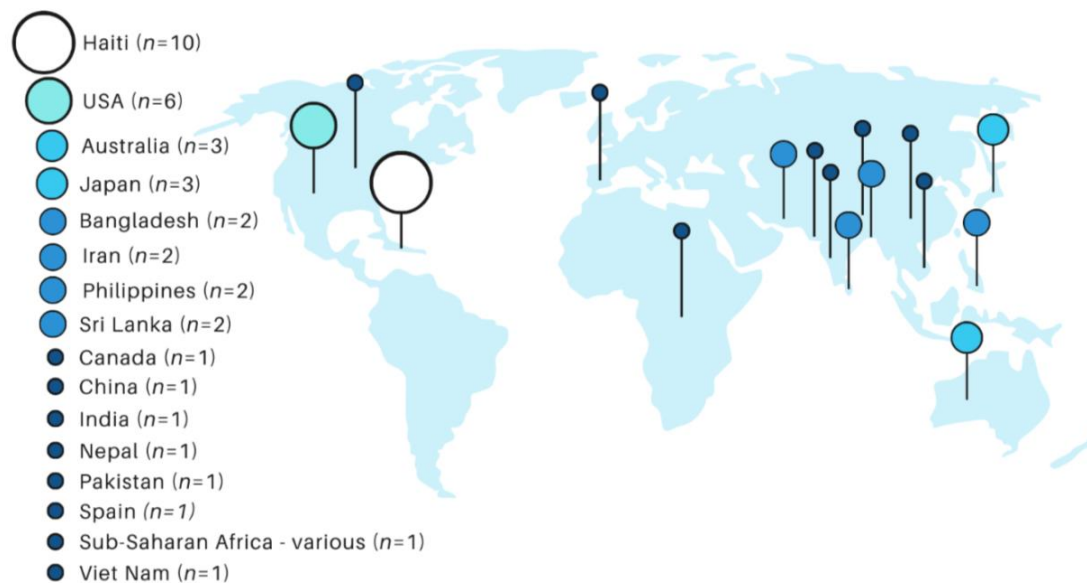 Haiti (n=10)
USA (n=6)
Australia (n=3)
Japan (n=3)
Bangladesh (n=2)
Iran (n=2)
Philippines (n=2)
Sri Lanka (n=2)
Canada (n=1)
China (n=1)
India (n=1)
Nepal (n=1)
Pakistan (n=1)
Spain (n=1)
Sub-Saharan Africa - various (n=1)
Viet Nam (n=1)